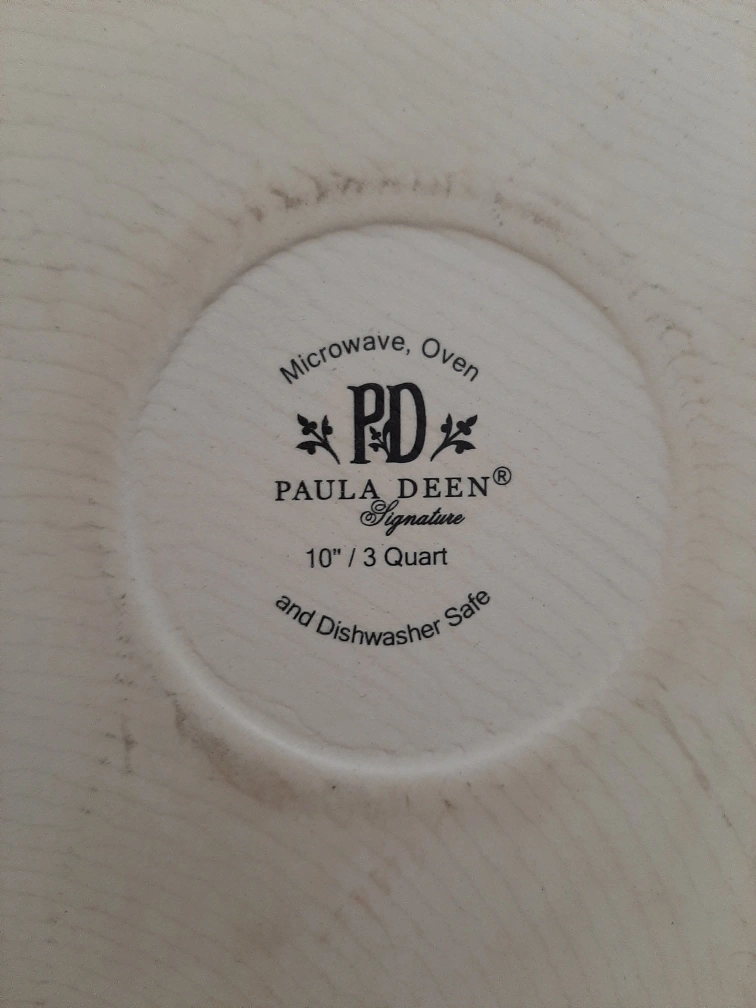 Microwave, Oven
PD
PAULA DEEN®
Signature
10" / 3 Quart
and Dishwasher Safe